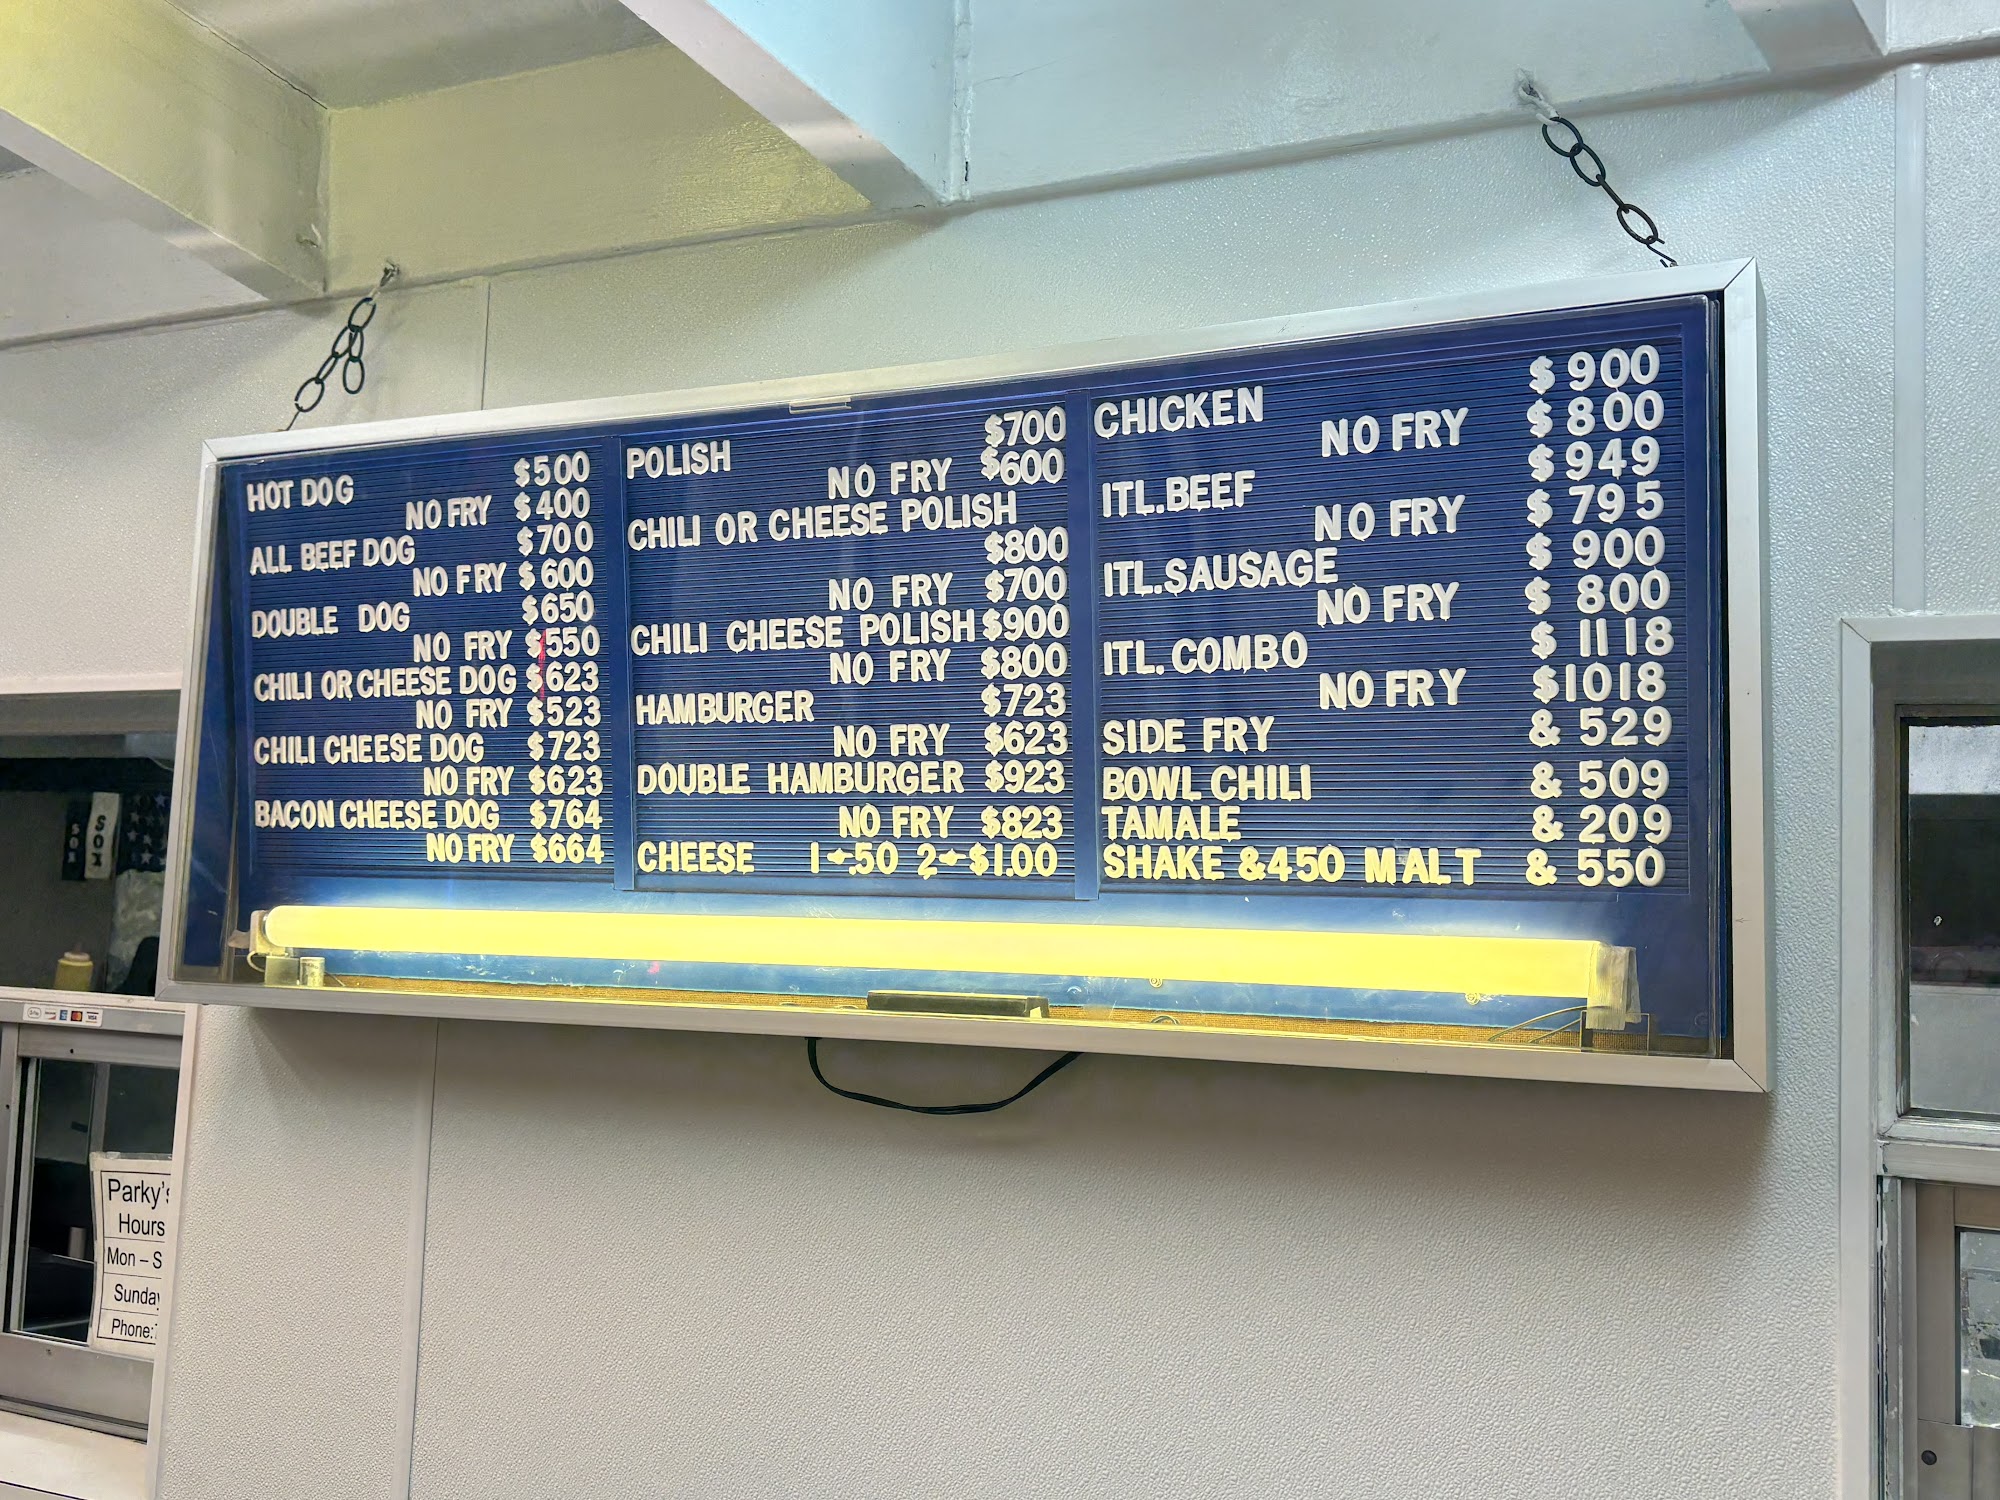 HOT DOG $500
NO FRY $400
ALL BEEF DOG $700
NO FRY $600
DOUBLE DOG $650
NO FRY $550
CHILI OR CHEESE DOG $623
NO FRY $523
CHILI CHEESE DOG $723
NO FRY $623
BACON CHEESE DOG $764
NO FRY $664
POLISH $700
NO FRY $600
CHILI OR CHEESE POLISH
$800
NO FRY $700
CHILI CHEESE POLISH $900
NO FRY $800
HAMBURGER $723
NO FRY $623
DOUBLE HAMBURGER $923
NO FRY $823
CHEESE 1-.50 2-$1.00
CHICKEN $900
NO FRY $800
ITL.BEEF $949
NO FRY $795
ITL.SAUSAGE $900
NO FRY $800
ITL.COMBO $1118
NO FRY $1018
SIDE FRY & 529
BOWL CHILI & 509
TAMALE & 209
SHAKE &450 MALT & 550
SOX
SOX
Parky's
Hours
Mon – S
Sunday
Phone: